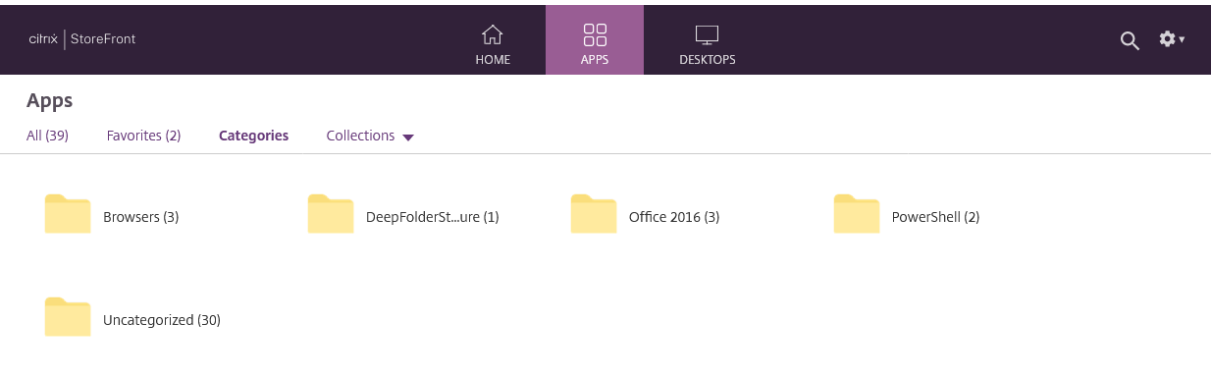 citrix | StoreFront
HOME
APPS
DESKTOPS
Apps
All (39) Favorites (2) Categories Collections
Browsers (3) DeepFolderSt...ure (1) Office 2016 (3) PowerShell (2)
Uncategorized (30)